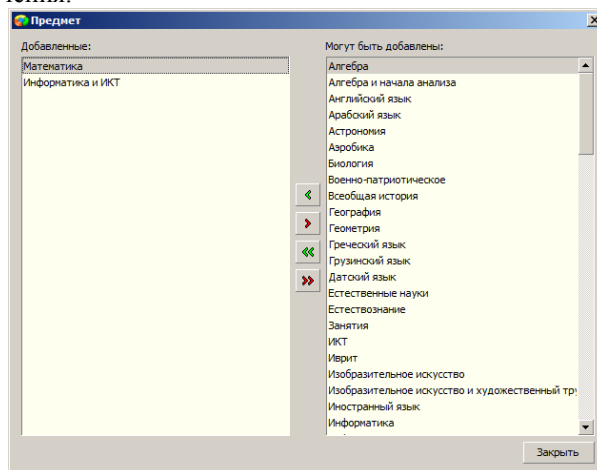 Предмет
Добавленные:
Могут быть добавлены:
Математика
Информатика и ИКТ
Алгебра
Алгебра и начала анализа
Английский язык
Арабский язык
Астрономия
Аэробика
Биология
Военно-патриотическое
Всеобщая история
География
Геометрия
Греческий язык
Грузинский язык
Датский язык
Естественные науки
Естествознание
Занятия
ИКТ
Иврит
Изобразительное искусство
Изобразительное искусство и художественный тру
Иностранный язык
Информатика
Закрыть